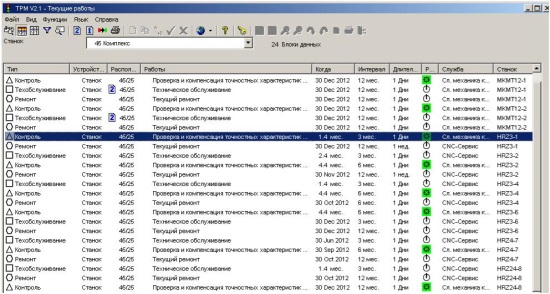 TPM V2.1 - Текущие работы
Файл Вид Функции Язык Справка
Станок 45 Комплекс 24 Блоки данных
Тип Устройст... Распол... Работы Когда Интервал Длител... Р... Служба Станок
Контроль Станок 45/25 Проверка и компенсация точностных характеристик ... 30 Dec 2012 12 мес. 1 Дни Сл. механика к... МКМТ12-1
Техобслуживание Станок 2 45/25 Техническое обслуживание 30 Dec 2012 12 мес. 1 Дни Сл. механика к... МКМТ12-1
Ремонт Станок 45/25 Текущий ремонт 30 Dec 2012 12 мес. 1 Дни Сл. механика к... МКМТ12-1
Контроль Станок 45/25 Проверка и компенсация точностных характеристик ... 30 Dec 2012 12 мес. 1 Дни Сл. механика к... МКМТ12-2
Техобслуживание Станок 2 45/25 Техническое обслуживание 30 Dec 2012 12 мес. 1 Дни Сл. механика к... МКМТ12-2
Ремонт Станок 45/25 Текущий ремонт 30 Dec 2012 12 мес. 1 Дни Сл. механика к... МКМТ12-2
Контроль Станок 45/25 Проверка и компенсация точностных характеристик ... 1.4 мес. 3 мес. 1 Дни Сл. механика к... HRZ3-1
Ремонт Станок 45/25 Текущий ремонт 30 Dec 2012 12 мес. 1 нед. CNC-Сервис HRZ3-1
Техобслуживание Станок 45/25 Техническое обслуживание 2.4 мес. 3 мес. 1 Дни CNC-Сервис HRZ3-2
Контроль Станок 45/25 Проверка и компенсация точностных характеристик ... 4.4 мес. 6 мес. 1 Дни Сл. механика к... HRZ3-2
Ремонт Станок 45/25 Текущий ремонт 30 Nov 2012 12 мес. 1 нед. CNC-Сервис HRZ3-2
Техобслуживание Станок 45/25 Техническое обслуживание 1.4 мес. 3 мес. 1 Дни CNC-Сервис HRZ3-4
Контроль Станок 45/25 Проверка и компенсация точностных характеристик ... 4.4 мес. 6 мес. 1 Дни Сл. механика к... HRZ3-4
Ремонт Станок 45/25 Текущий ремонт 30 Oct 2012 6 мес. 1 Дни CNC-Сервис HRZ3-4
Контроль Станок 45/25 Проверка и компенсация точностных характеристик ... 4.4 мес. 6 мес. 1 Дни Сл. механика к... HRZ3-6
Техобслуживание Станок 45/25 Техническое обслуживание 30 Dec 2012 3 мес. 1 Дни CNC-Сервис HRZ3-6
Ремонт Станок 45/25 Текущий ремонт 30 Dec 2012 12 мес. 1 Дни CNC-Сервис HRZ3-6
Техобслуживание Станок 45/25 Техническое обслуживание 30 Jun 2012 3 мес. 1 Дни CNC-Сервис HRZ4-7
Контроль Станок 45/25 Проверка и компенсация точностных характеристик ... 30 Sep 2012 6 мес. 1 Дни Сл. механика к... HRZ4-7
Ремонт Станок 45/25 Текущий ремонт 30 Oct 2012 12 мес. 1 Дни CNC-Сервис HRZ4-7
Техобслуживание Станок 45/25 Техническое обслуживание 1.4 мес. 3 мес. 1 Дни CNC-Сервис HRZ24-8
Ремонт Станок 45/25 Текущий ремонт 30 Oct 2012 12 мес. 1 Дни CNC-Сервис HRZ24-8
Контроль Станок 45/25 Проверка и компенсация точностных характеристик ... 30 Dec 2012 6 мес. 1 Дни Сл. механика к... HRZ24-8